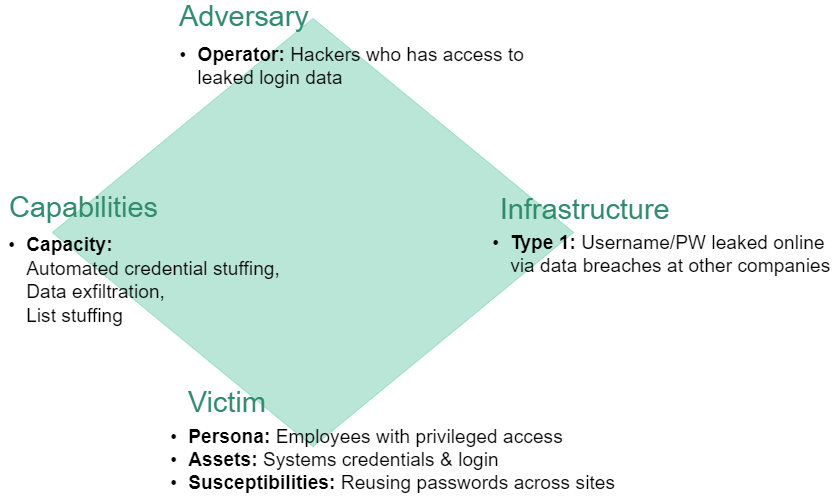 Adversary
• Operator: Hackers who has access to
leaked login data
Capabilities
• Capacity:
Automated credential stuffing,
Data exfiltration,
List stuffing
Infrastructure
• Type 1: Username/PW leaked online
via data breaches at other companies
Victim
• Persona: Employees with privileged access
• Assets: Systems credentials & login
• Susceptibilities: Reusing passwords across sites